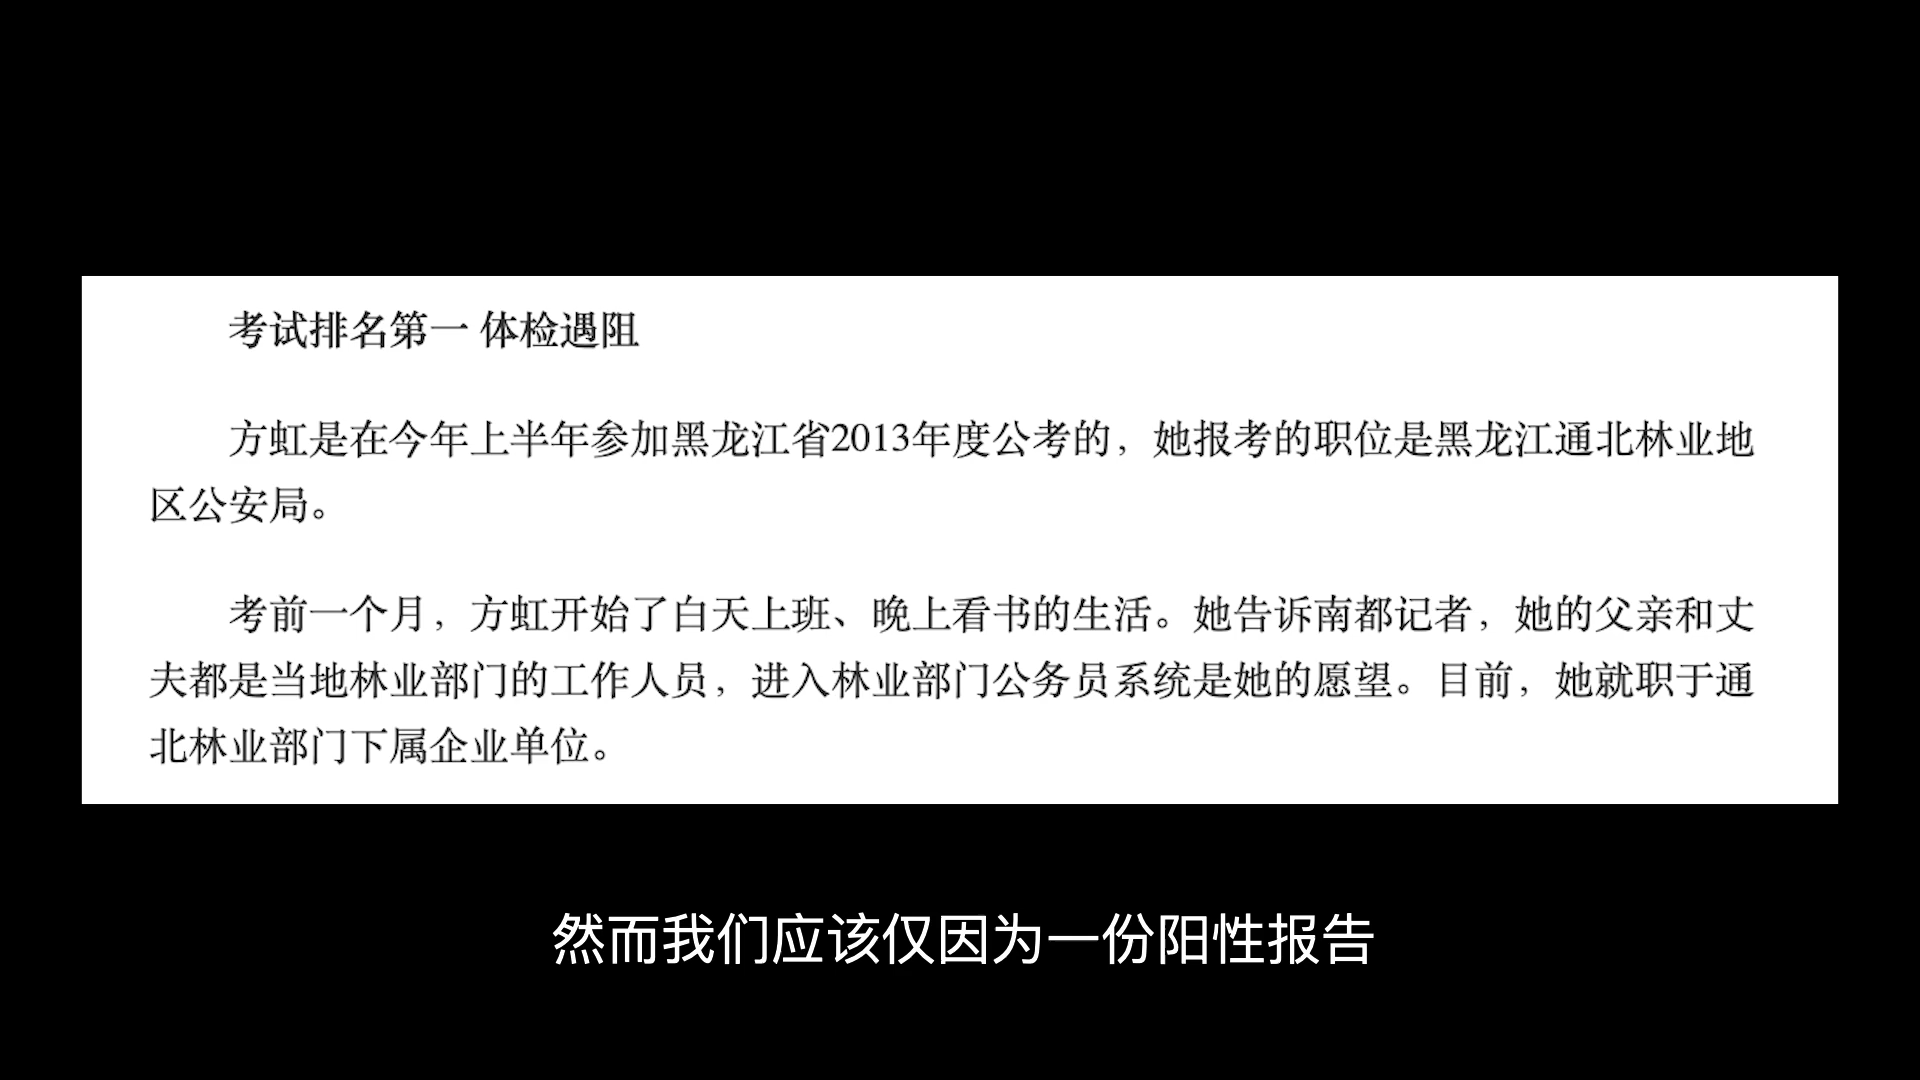 考试排名第一 体检遇阻
方虹是在今年上半年参加黑龙江省2013年度公考的，她报考的职位是黑龙江通北林业地
区公安局。
考前一个月，方虹开始了白天上班、晚上看书的生活。她告诉南都记者，她的父亲和丈
夫都是当地林业部门的工作人员，进入林业部门公务员系统是她的愿望。目前，她就职于通
北林业部门下属企业单位。
然而我们应该仅因为一份阳性报告